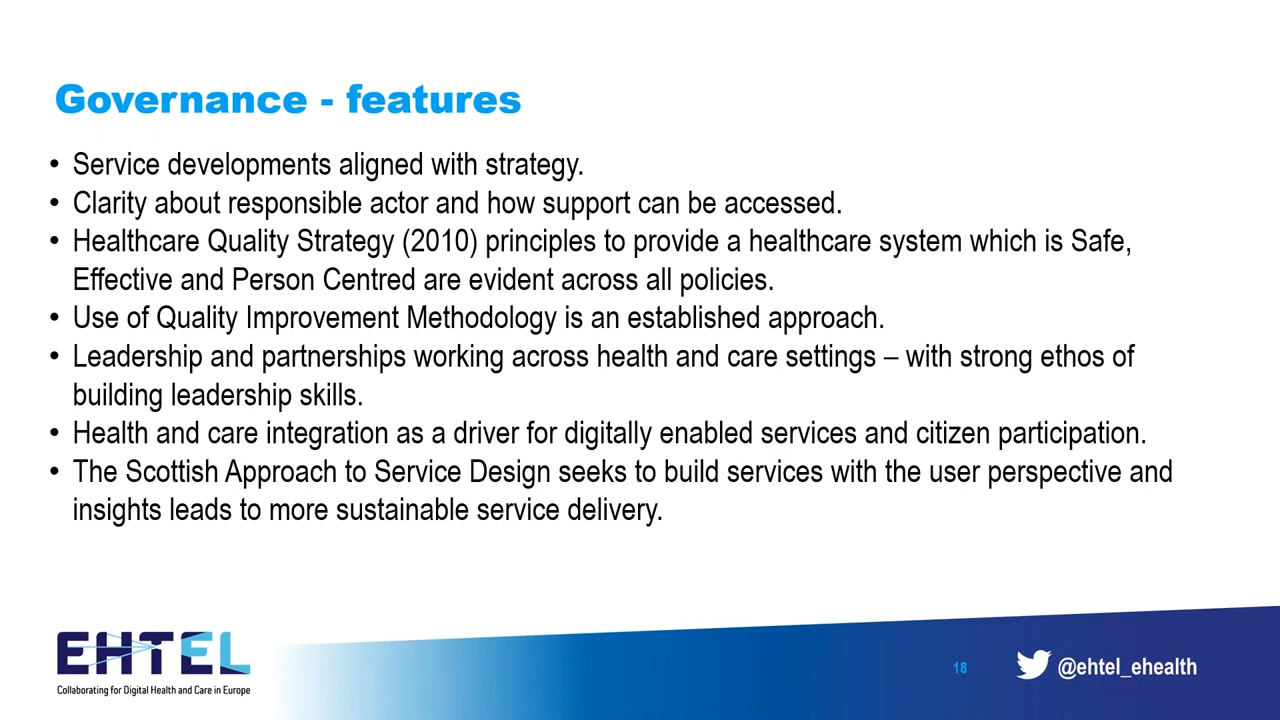 Governance - features
• Service developments aligned with strategy.
• Clarity about responsible actor and how support can be accessed.
• Healthcare Quality Strategy (2010) principles to provide a healthcare system which is Safe,
Effective and Person Centred are evident across all policies.
• Use of Quality Improvement Methodology is an established approach.
• Leadership and partnerships working across health and care settings – with strong ethos of
building leadership skills.
• Health and care integration as a driver for digitally enabled services and citizen participation.
• The Scottish Approach to Service Design seeks to build services with the user perspective and
insights leads to more sustainable service delivery.
EHTEL
Collaborating for Digital Health and Care in Europe
18
@ehtel_ehealth